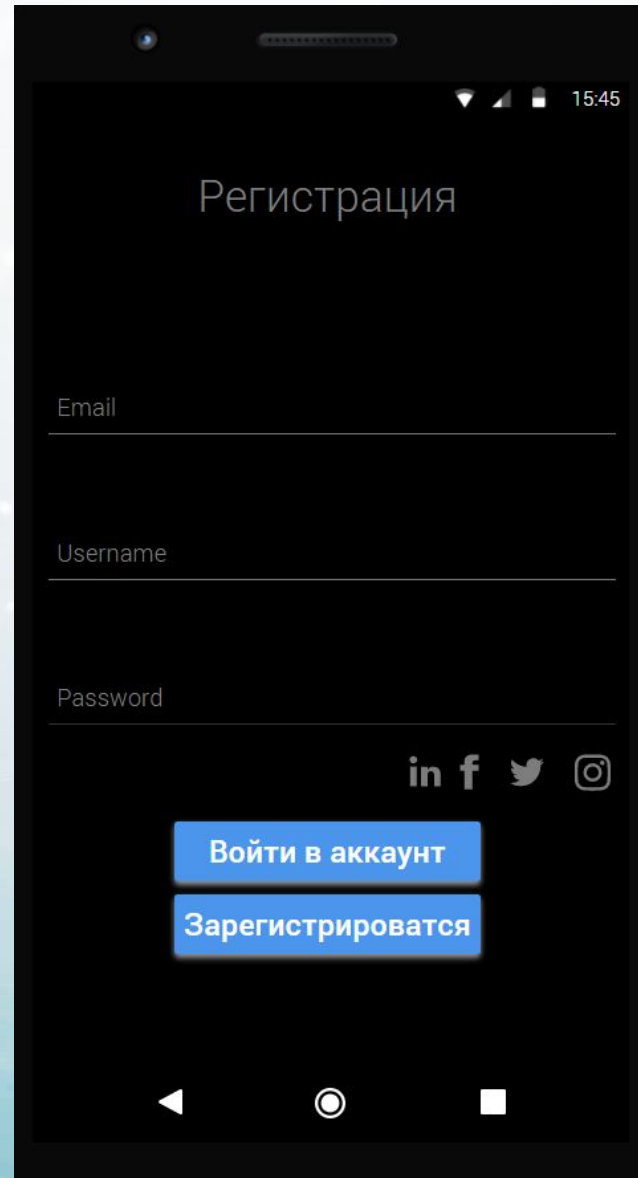 15:45
Регистрация
Email
Username
Password
in f
Войти в аккаунт
Зарегистрироватся